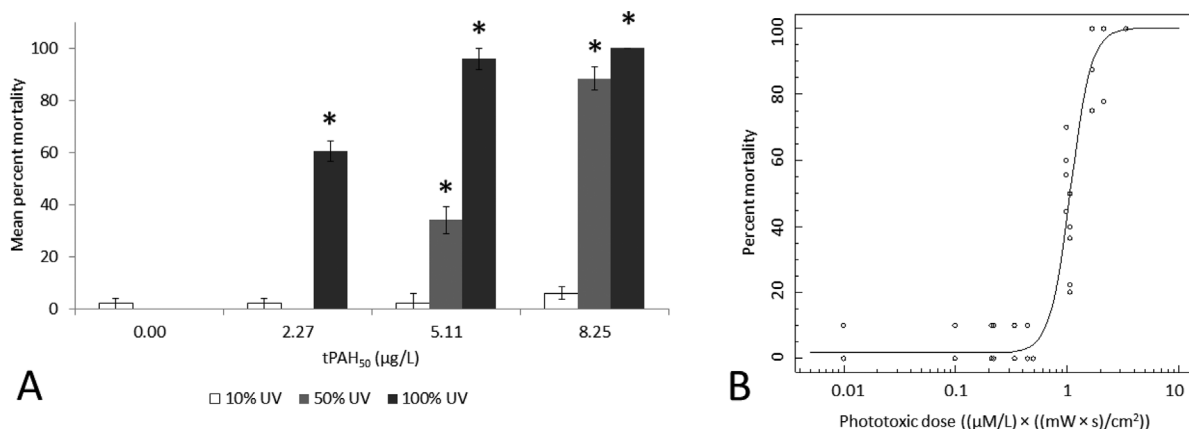 Mean percent mortality
100
80
60
40
20
0
*
*
*
*
*
0.00 2.27 5.11 8.25
tPAH50 (µg/L)
10% UV 50% UV 100% UV
A
Percent mortality
100
80
60
40
20
0
0.01 0.1 1 10
Phototoxic dose ((µM/L) × ((mW × s)/cm²))
B